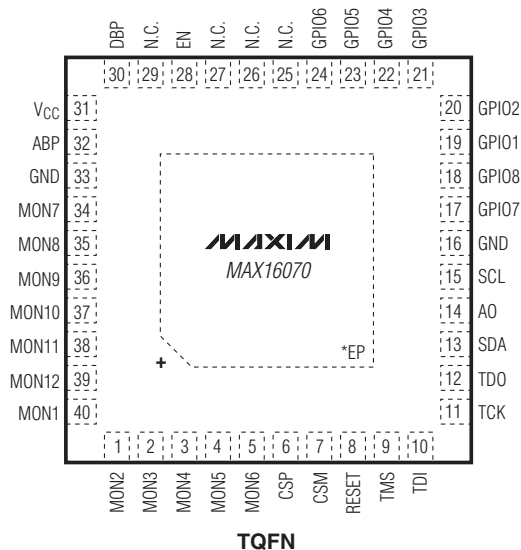 DBP N.C. EN N.C. N.C. N.C. GPIO6 GPIO5 GPIO4 GPIO3
30 29 28 27 26 25 24 23 22 21
VCC 31
ABP 32
GND 33
MON7 34
MON8 35
MON9 36
MON10 37
MON11 38
MON12 39
MON1 40
20 GPIO2
19 GPIO1
18 GPIO8
17 GPIO7
16 GND
15 SCL
14 A0
13 SDA
12 TDO
11 TCK
MAXIM
MAX16070
*EP
+
1 2 3 4 5 6 7 8 9 10
MON2 MON3 MON4 MON5 MON6 CSP CSM RESET TMS TDI
TQFN